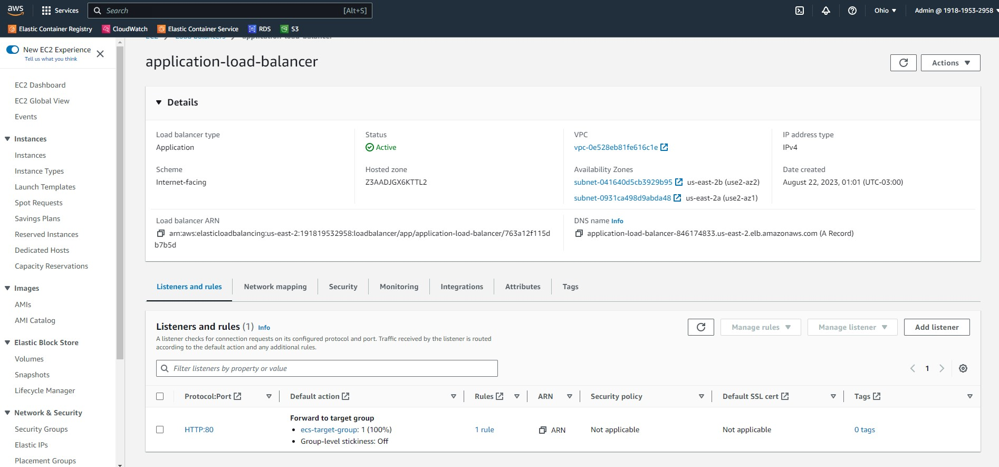 aws
Services
Search
[Alt+S]
Ohio ▼
Admin @ 1918-1953-2958
Elastic Container Registry
CloudWatch
Elastic Container Service
RDS
S3
New EC2 Experience
Tell us what you think
EC2 Dashboard
EC2 Global View
Events
Instances
Instances
Instance Types
Launch Templates
Spot Requests
Savings Plans
Reserved Instances
Dedicated Hosts
Capacity Reservations
Images
AMIs
AMI Catalog
Elastic Block Store
Volumes
Snapshots
Lifecycle Manager
Network & Security
Security Groups
Elastic IPs
Placement Groups
EC2 > Load balancers > application-load-balancer
application-load-balancer
Actions ▼
Details
Load balancer type
Application
Status
Active
VPC
vpc-0e528eb81fe616c1e
IP address type
IPv4
Scheme
Internet-facing
Hosted zone
Z3AADJGX6KTTL2
Availability Zones
subnet-041640d5cb3929b95 us-east-2b (use2-az2)
subnet-0931ca498d9abda48 us-east-2a (use2-az1)
Date created
August 22, 2023, 01:01 (UTC-03:00)
Load balancer ARN
arn:aws:elasticloadbalancing:us-east-2:191819532958:loadbalancer/app/application-load-balancer/763a12f115d
b7b5d
DNS name Info
application-load-balancer-846174833.us-east-2.elb.amazonaws.com (A Record)
Listeners and rules
Network mapping
Security
Monitoring
Integrations
Attributes
Tags
Listeners and rules (1) Info
A listener checks for connection requests on its configured protocol and port. Traffic received by the listener is routed
according to the default action and any additional rules.
Manage rules ▼
Manage listener ▼
Add listener
Filter listeners by property or value
1
Protocol:Port
Default action
Rules
ARN
Security policy
Default SSL cert
Tags
HTTP:80
Forward to target group
• ecs-target-group: 1 (100%)
• Group-level stickiness: Off
1 rule
ARN
Not applicable
Not applicable
0 tags